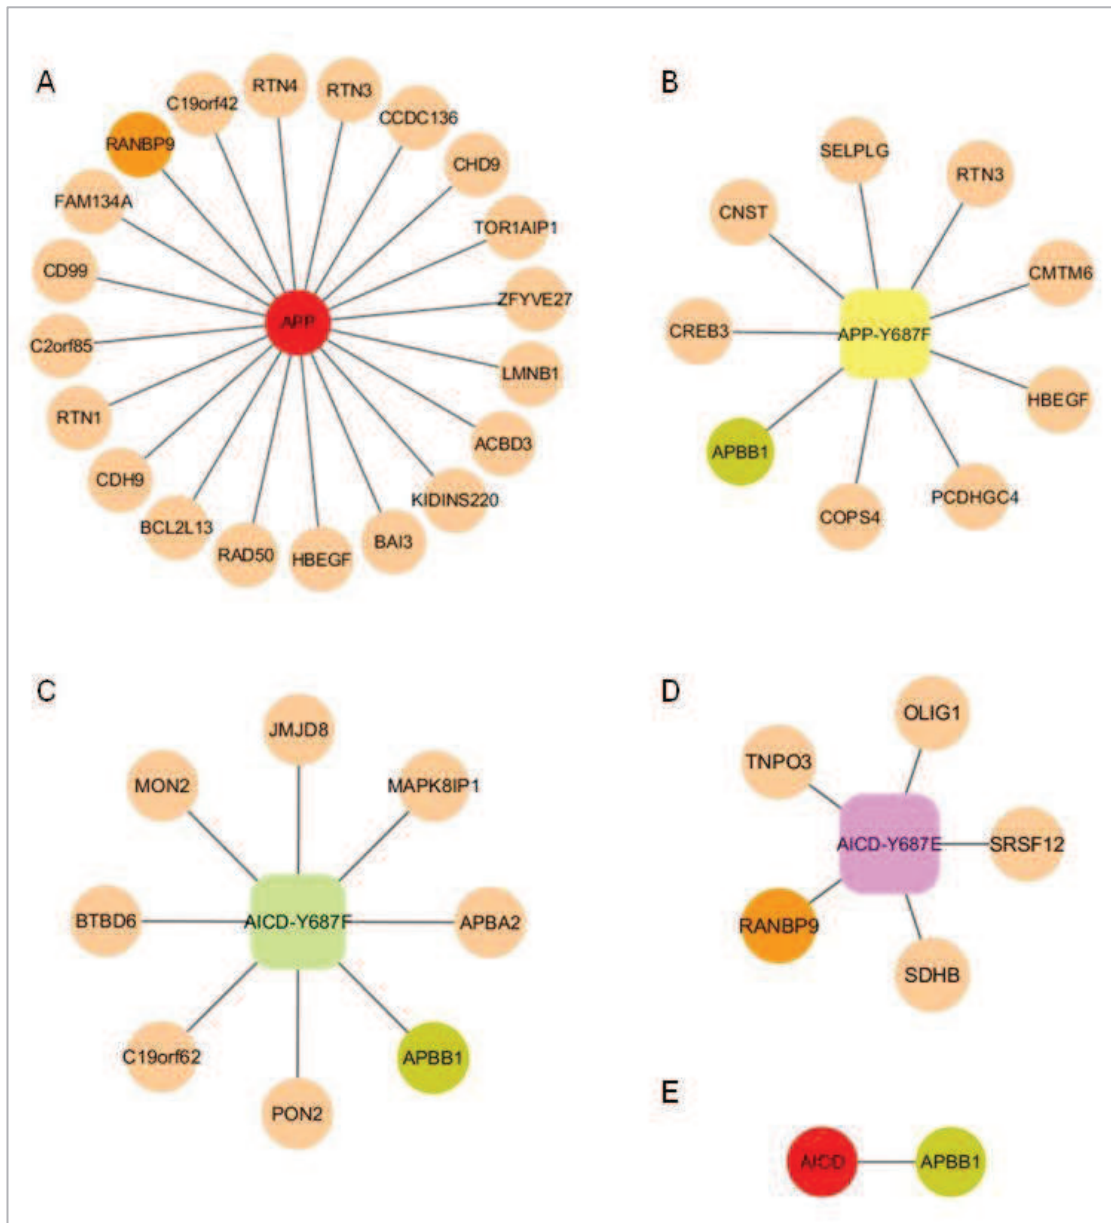 A
RTN4
RTN3
C19orf42
CCDC136
RANBP9
CHD9
FAM134A
TOR1AIP1
CD99
ZFYVE27
APP
C2orf85
LMNB1
RTN1
ACBD3
CDH9
KIDINS220
BCL2L13
RAD50
HBEGF
BAI3
B
SELPLG
RTN3
CNST
CMTM6
CREB3
APP-Y687F
HBEGF
APBB1
PCDHGC4
COPS4
C
JMJD8
MON2
MAPK8IP1
BTBD6
AICD-Y687F
APBA2
C19orf62
APBB1
PON2
D
OLIG1
TNPO3
AICD-Y687E
SRSF12
RANBP9
SDHB
E
AICD
APBB1